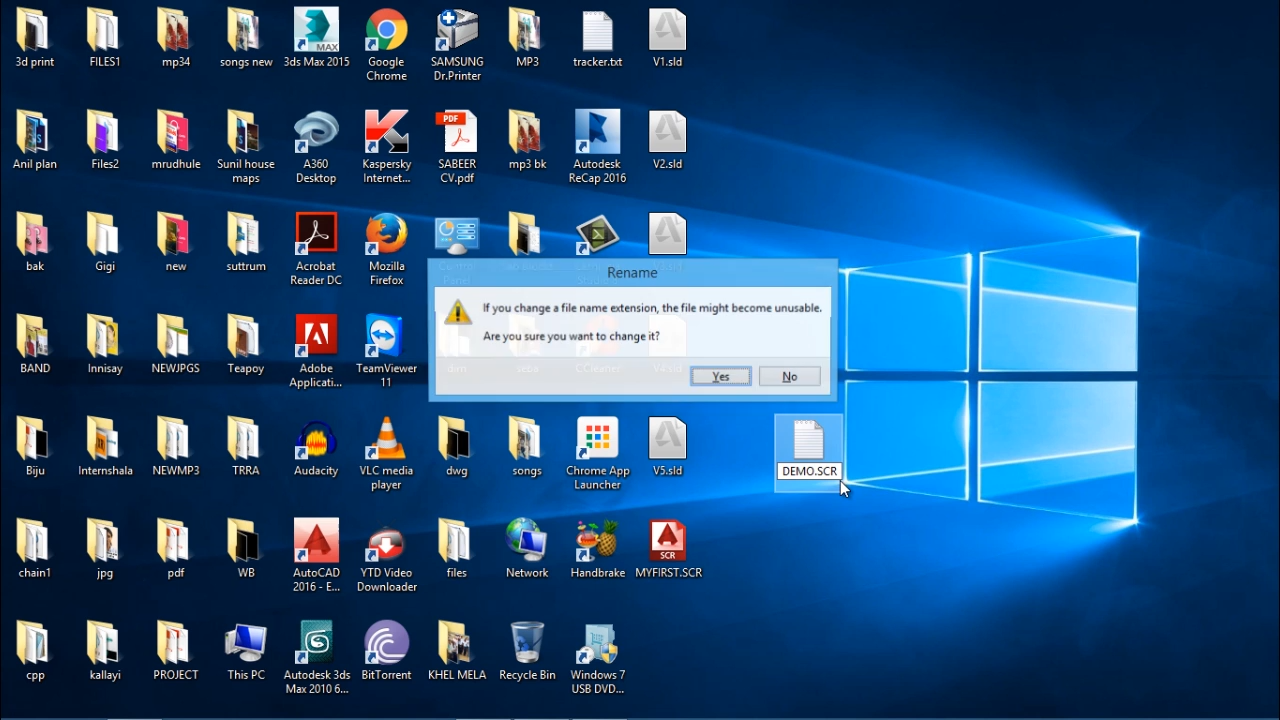 3d print
FILES1
mp34
songs new
MAX
3ds Max 2015
Google
Chrome
SAMSUNG
Dr.Printer
MP3
tracker.txt
V1.sld
Anil plan
Files2
mrudhule
Sunil house
maps
A360
Desktop
Kaspersky
Internet...
PDF
SABEER
CV.pdf
mp3 bk
Autodesk
ReCap 2016
V2.sld
bak
Gigi
new
suttrum
Acrobat
Reader DC
Mozilla
Firefox
Rename
If you change a file name extension, the file might become unusable.
Are you sure you want to change it?
Yes
No
BAND
Innisay
NEWJPGS
Teapoy
Adobe
Applicati...
TeamViewer
11
CCleaner
V4.sld
Biju
Internshala
NEWMP3
TRRA
Audacity
VLC media
player
dwg
songs
Chrome App
Launcher
V5.sld
DEMO.SCR
chain1
jpg
pdf
WB
AutoCAD
2016 - E...
YTD Video
Downloader
files
Network
Handbrake
SCR
MYFIRST.SCR
cpp
kallayi
PROJECT
This PC
Autodesk 3ds
Max 2010 6...
BitTorrent
KHEL MELA
Recycle Bin
Windows 7
USB DVD...